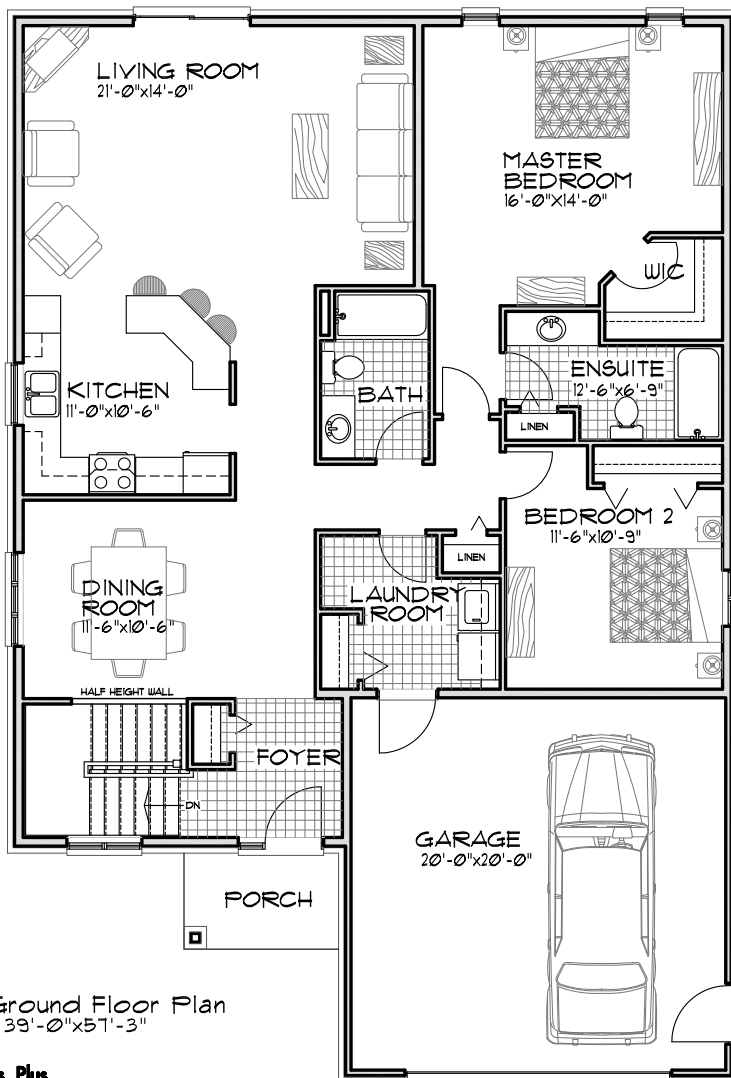 LIVING ROOM
21'-0"x14'-0"
MASTER
BEDROOM
16'-0"x14'-0"
WIC
KITCHEN
11'-0"x10'-6"
BATH
ENSUITE
12'-6"x6'-9"
LINEN
BEDROOM 2
11'-6"x10'-9"
LINEN
DINING
ROOM
11'-6"x10'-6"
LAUNDRY
ROOM
HALF HEIGHT WALL
FOYER
DN
GARAGE
20'-0"x20'-0"
PORCH
Ground Floor Plan
39'-0"x57'-3"
Plus